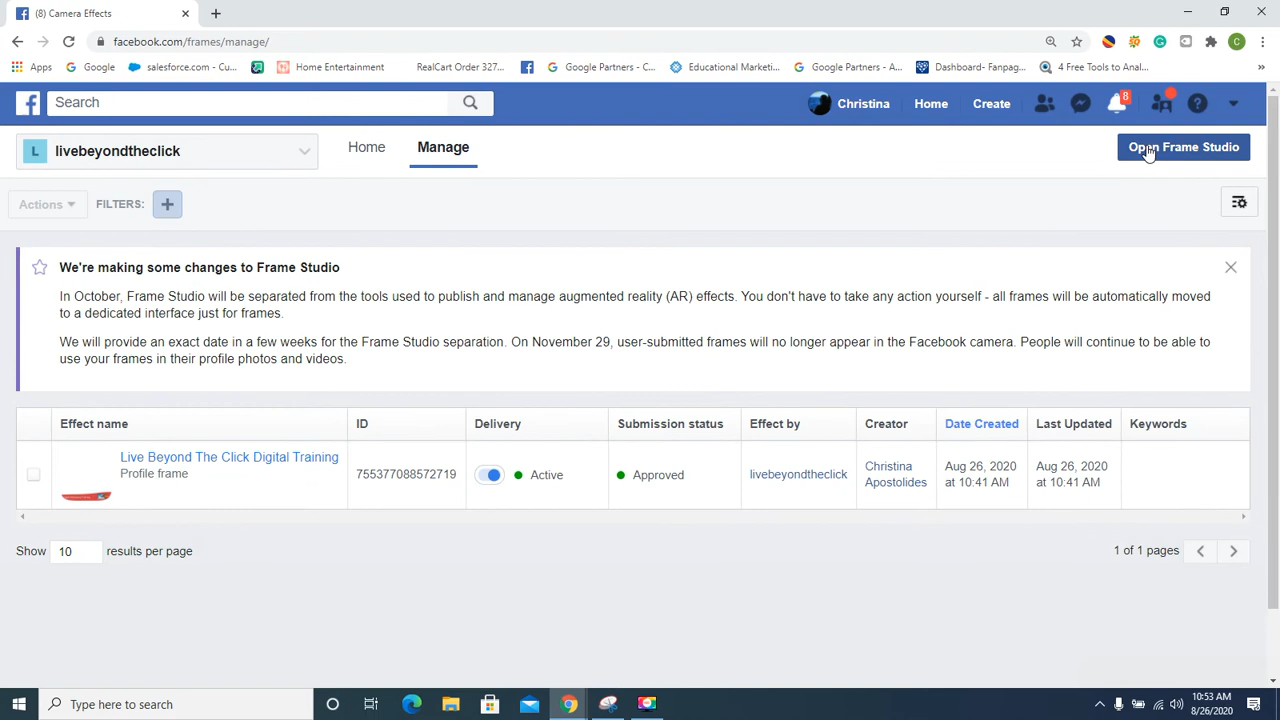 (8) Camera Effects
facebook.com/frames/manage/
Apps Google salesforce.com - Cu... Home Entertainment RealCart Order 327... Google Partners - C... Educational Marketi... Google Partners - A... Dashboard- Fanpag... 4 Free Tools to Anal... »
Search Christina Home Create 8
L livebeyondtheclick Home Manage Open Frame Studio
Actions FILTERS:
We're making some changes to Frame Studio
In October, Frame Studio will be separated from the tools used to publish and manage augmented reality (AR) effects. You don't have to take any action yourself - all frames will be automatically moved
to a dedicated interface just for frames.
We will provide an exact date in a few weeks for the Frame Studio separation. On November 29, user-submitted frames will no longer appear in the Facebook camera. People will continue to be able to
use your frames in their profile photos and videos.
Effect name ID Delivery Submission status Effect by Creator Date Created Last Updated Keywords
Live Beyond The Click Digital Training
Profile frame
755377088572719 Active Approved livebeyondtheclick
Christina
Apostolides
Aug 26, 2020
at 10:41 AM
Aug 26, 2020
at 10:41 AM
Show 10 results per page 1 of 1 pages
Type here to search
10:53 AM
8/26/2020
C